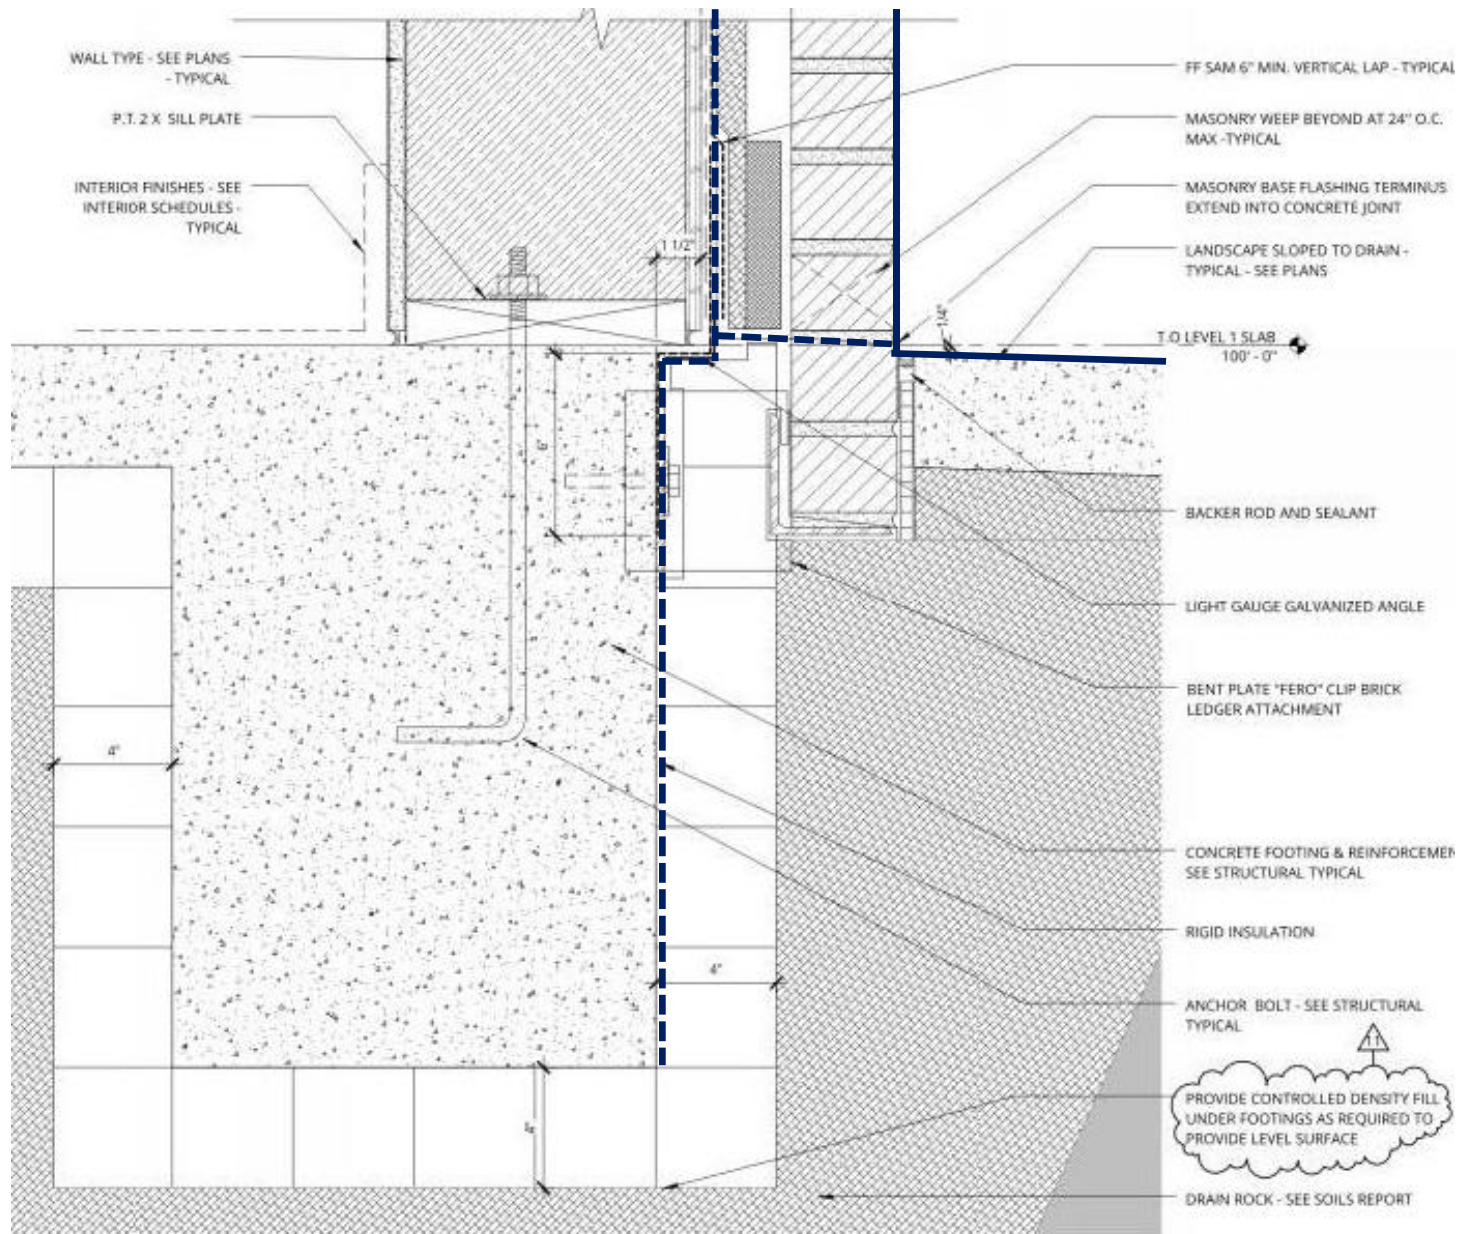 WALL TYPE - SEE PLANS
- TYPICAL
P.T. 2 X SILL PLATE
INTERIOR FINISHES - SEE
INTERIOR SCHEDULES -
TYPICAL
1 1/2"
6"
4"
4"
4"
1/4"
FF SAM 6" MIN. VERTICAL LAP - TYPICAL
MASONRY WEEP BEYOND AT 24" O.C.
MAX -TYPICAL
MASONRY BASE FLASHING TERMINUS
EXTEND INTO CONCRETE JOINT
LANDSCAPE SLOPED TO DRAIN -
TYPICAL - SEE PLANS
T.O LEVEL 1 SLAB
100' - 0"
BACKER ROD AND SEALANT
LIGHT GAUGE GALVANIZED ANGLE
BENT PLATE "FERO" CLIP BRICK
LEDGER ATTACHMENT
CONCRETE FOOTING & REINFORCEMEN
SEE STRUCTURAL TYPICAL
RIGID INSULATION
ANCHOR BOLT - SEE STRUCTURAL
TYPICAL
11
PROVIDE CONTROLLED DENSITY FILL
UNDER FOOTINGS AS REQUIRED TO
PROVIDE LEVEL SURFACE
DRAIN ROCK - SEE SOILS REPORT